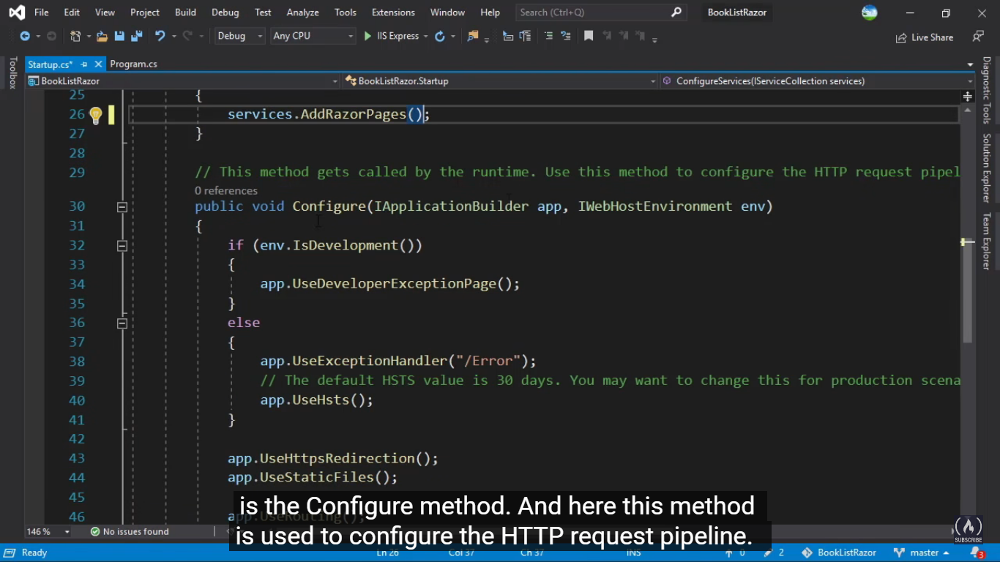 File Edit View Project Build Debug Test Analyze Tools Extensions Window Help Search (Ctrl+Q) BookListRazor
Debug Any CPU IIS Express Live Share
Startup.cs* Program.cs
BookListRazor BookListRazor.Startup ConfigureServices(IServiceCollection services)
Toolbox
Diagnostic Tools
Solution Explorer
Team Explorer
25 {
26 services.AddRazorPages();
27 }
28
29 // This method gets called by the runtime. Use this method to configure the HTTP request pipel
0 references
30 public void Configure(IApplicationBuilder app, IWebHostEnvironment env)
31 {
32 if (env.IsDevelopment())
33 {
34 app.UseDeveloperExceptionPage();
35 }
36 else
37 {
38 app.UseExceptionHandler("/Error");
39 // The default HSTS value is 30 days. You may want to change this for production scena
40 app.UseHsts();
41 }
42
43 app.UseHttpsRedirection();
44 app.UseStaticFiles();
45
46 app.UseRouting();
is the Configure method. And here this method
is used to configure the HTTP request pipeline.
146 % No issues found
SUBSCRIBE
Ready Ln 26 Col 37 Ch 37 INS 0 2 BookListRazor master 3